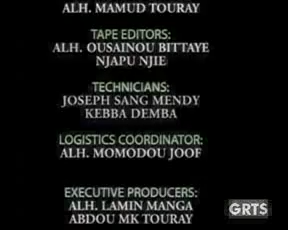 ALH. MAMUD TOURAY
TAPE EDITORS:
ALH. OUSAINOU BITTAYE
NJAPU NJIE
TECHNICIANS:
JOSEPH SANG MENDY
KEBBA DEMBA
LOGISTICS COORDINATOR:
ALH. MOMODOU JOOF
EXECUTIVE PRODUCERS:
ALH. LAMIN MANGA
ABDOU MK TOURAY
GRTS